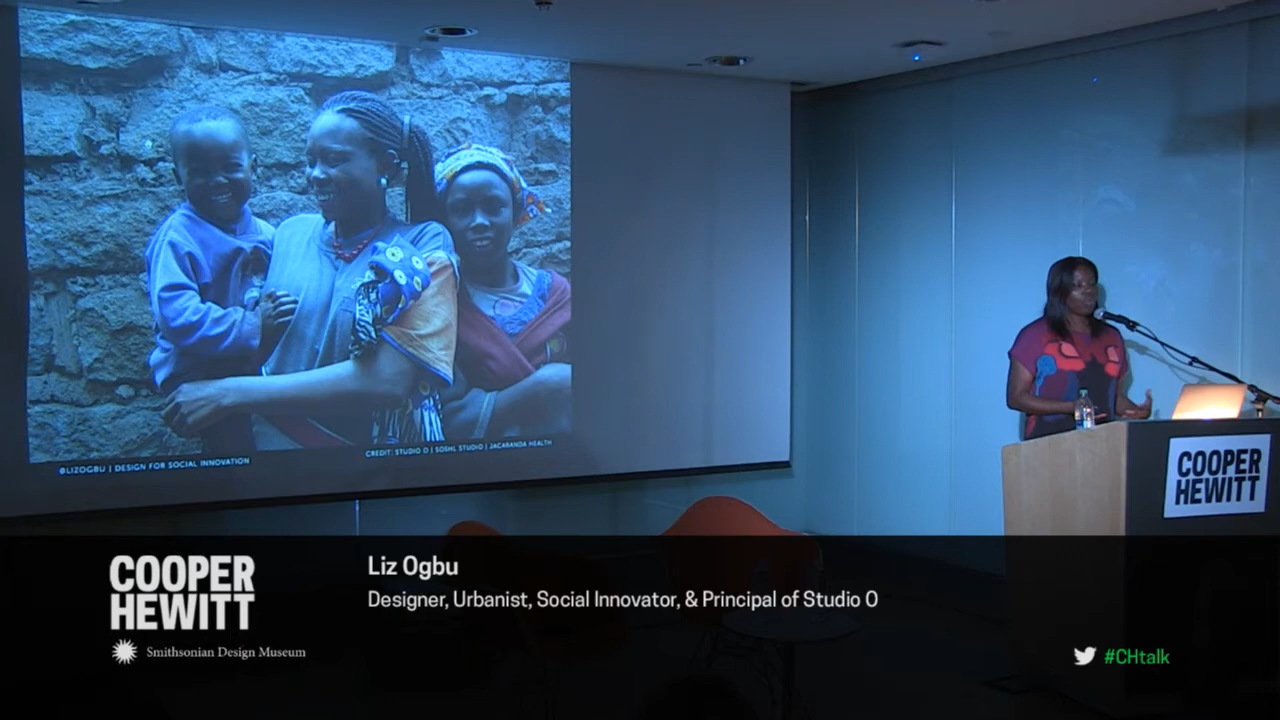 @LIZOGBU | DESIGN FOR SOCIAL INNOVATION
CREDIT: STUDIO O | SOSHL STUDIO | JACARANDA HEALTH
COOPER
HEWITT
COOPER
HEWITT
Smithsonian Design Museum
Liz Ogbu
Designer, Urbanist, Social Innovator, & Principal of Studio O
#CHtalk